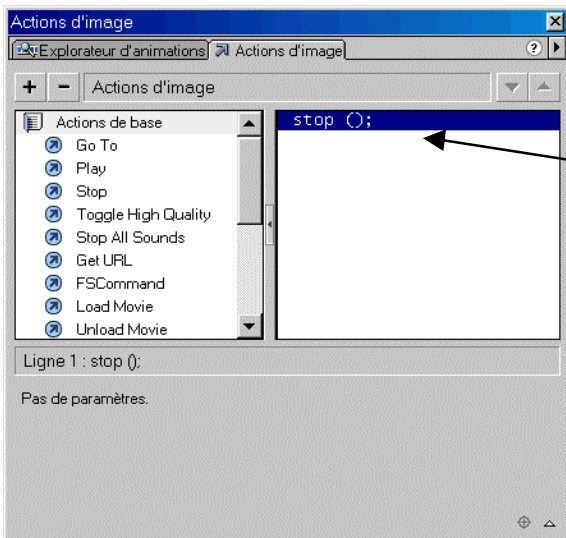 Actions d'image
Explorateur d'animations Actions d'image ?
+ - Actions d'image
Actions de base
Go To
Play
Stop
Toggle High Quality
Stop All Sounds
Get URL
FSCommand
Load Movie
Unload Movie
stop ();
Ligne 1 : stop ();
Pas de paramètres.